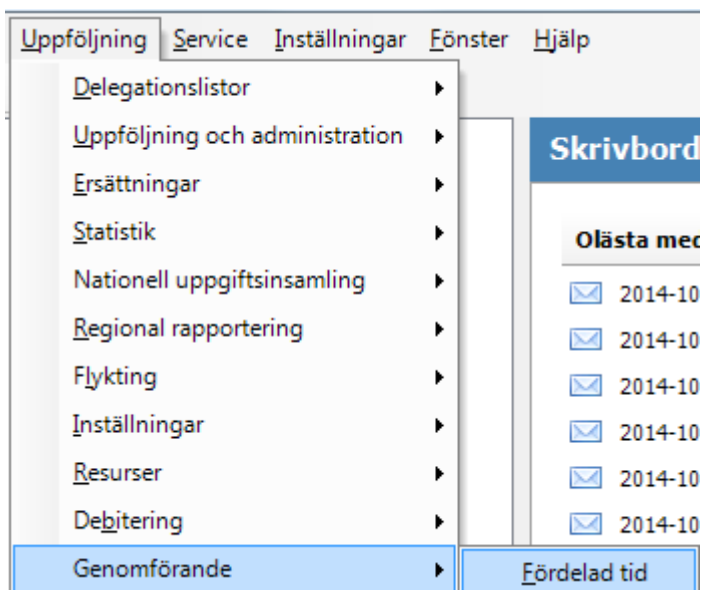 Uppföljning Service Inställningar Fönster Hjälp
Delegationslistor
Uppföljning och administration
Ersättningar
Statistik
Nationell uppgiftsinsamling
Regional rapportering
Flykting
Inställningar
Resurser
Debitering
Genomförande
Fördelad tid
Skrivbord
Olästa med
2014-10
2014-10
2014-10
2014-10
2014-10
2014-10